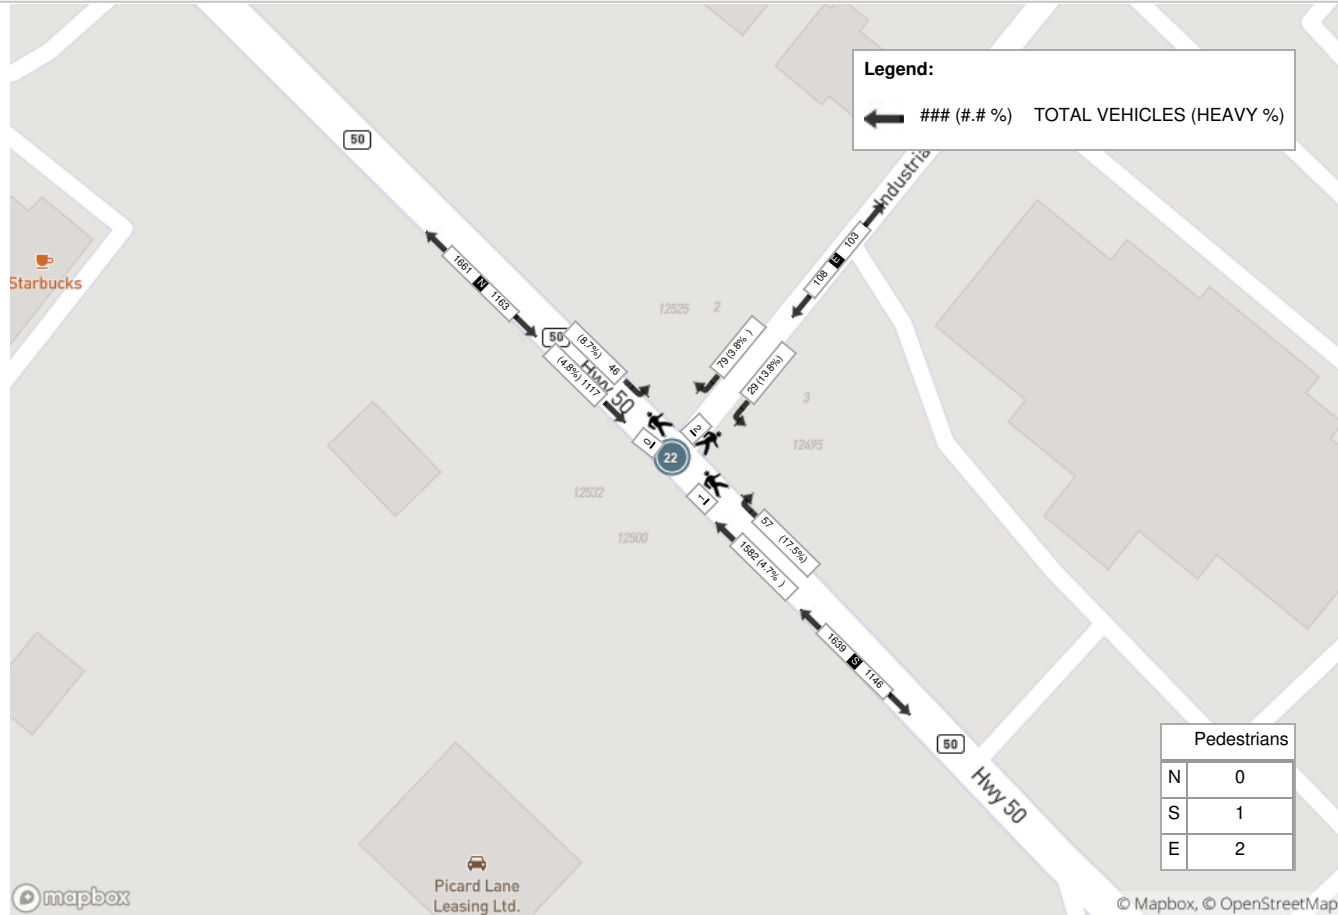 Legend:
### (#.# %) TOTAL VEHICLES (HEAVY %)
50
Industria
Starbucks
1661 N 1163
108 E 103
12525 2
50
Hwy 50
(8.7%) 46
(4.8%) 1117
79 (3.8% )
29 (13.8%)
3
12495
2
0
22
1
12532
12500
57 (17.5%)
1582 (4.7% )
1639 S 1146
50
Hwy 50
Pedestrians
N 0
S 1
E 2
Picard Lane
Leasing Ltd.
mapbox
© Mapbox, © OpenStreetMap